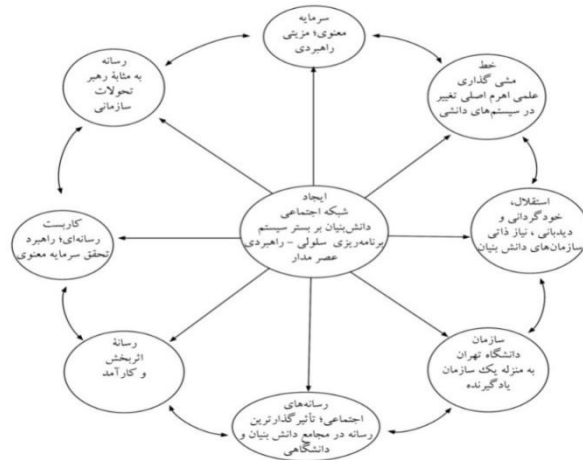 سرمایه
معنوی؛ مزیتی
راهبردی
خط
مشی گذاری
علمی اهرم اصلی تغییر
در سیستم‌های دانشی
استقلال،
خودگردانی و
دیدبانی ، نیاز ذاتی
سازمان‌های دانش بنیان
سازمان
دانشگاه تهران
به منزله یک سازمان
یادگیرنده
رسانه‌های
اجتماعی؛ تأثیرگذارترین
رسانه در مجامع دانش بنیان و
دانشگاهی
رسانهٔ
اثربخش
و کارآمد
کاربست
رسانه‌ای؛ راهبرد
تحقق سرمایه معنوی
رسانه
به مثابهٔ رهبر
تحولات
سازمانی
ایجاد
شبکه اجتماعی
دانش‌بنیان بر بستر سیستم
برنامه‌ریزی سلولی - راهبردی
عصر مدار